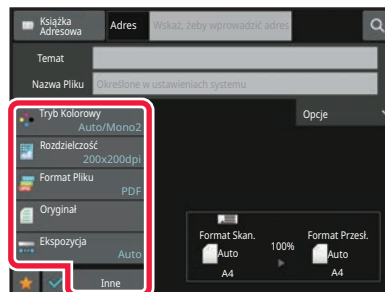 Książka
Adresowa
Adres
Wskaż, żeby wprowadzić adres
Temat
Nazwa Pliku
Określone w ustawieniach systemu
Tryb Kolorowy
Auto/Mono2
Opcje
Rozdzielczość
200x200dpi
Format Pliku
PDF
Oryginał
Ekspozycja
Auto
Format Skan.
100%
Format Przesł.
Auto
Auto
A4
A4
Inne